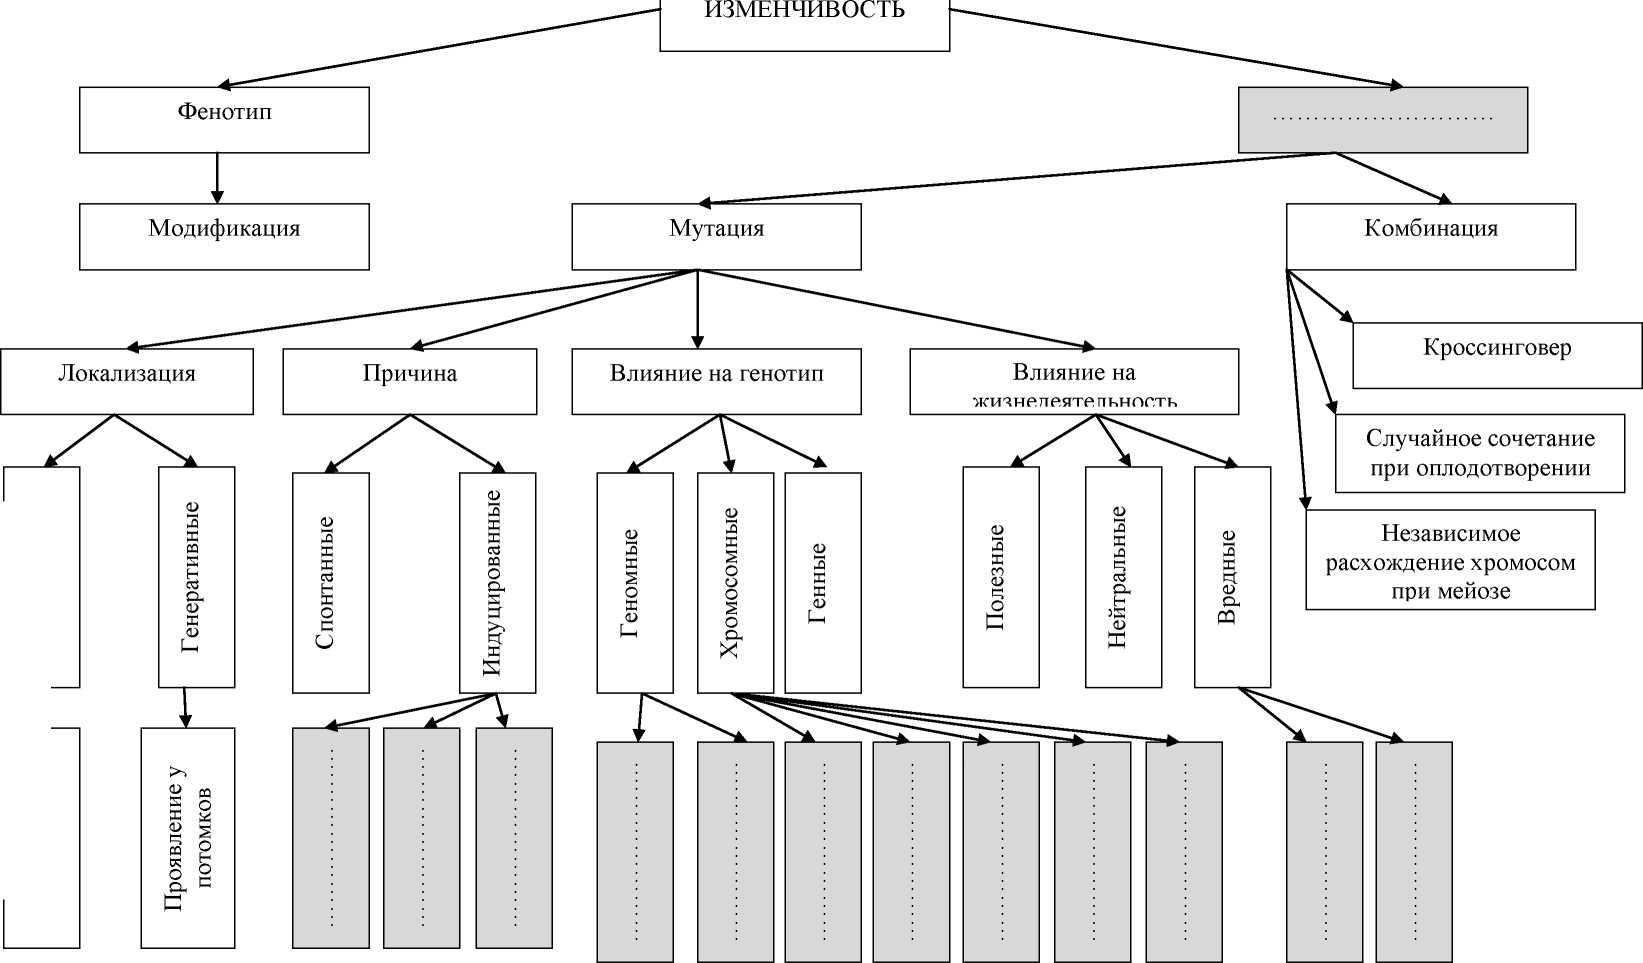 ИЗМЕНЧИВОСТЬ
Фенотип
...........................
Модификация
Мутация
Комбинация
Локализация
Причина
Влияние на генотип
Влияние на
жизнедеятельность
Кроссинговер
Случайное сочетание
при оплодотворении
Независимое
расхождение хромосом
при мейозе
Генеративные
Спонтанные
Индуцированные
Геномные
Хромосомные
Генные
Полезные
Нейтральные
Вредные
Проявление у
потомков